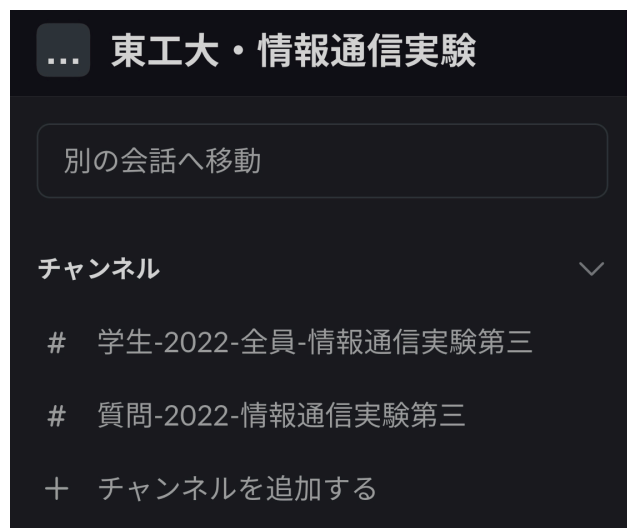 ... 東工大・情報通信実験
別の会話へ移動
チャンネル
# 学生-2022-全員-情報通信実験第三
# 質問-2022-情報通信実験第三
+ チャンネルを追加する